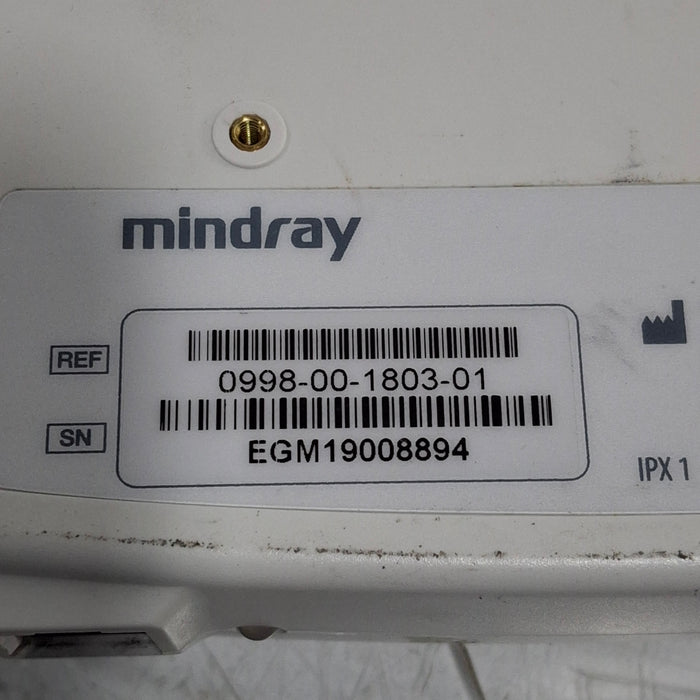 mindray
REF
0998-00-1803-01
SN
EGM19008894
IPX 1